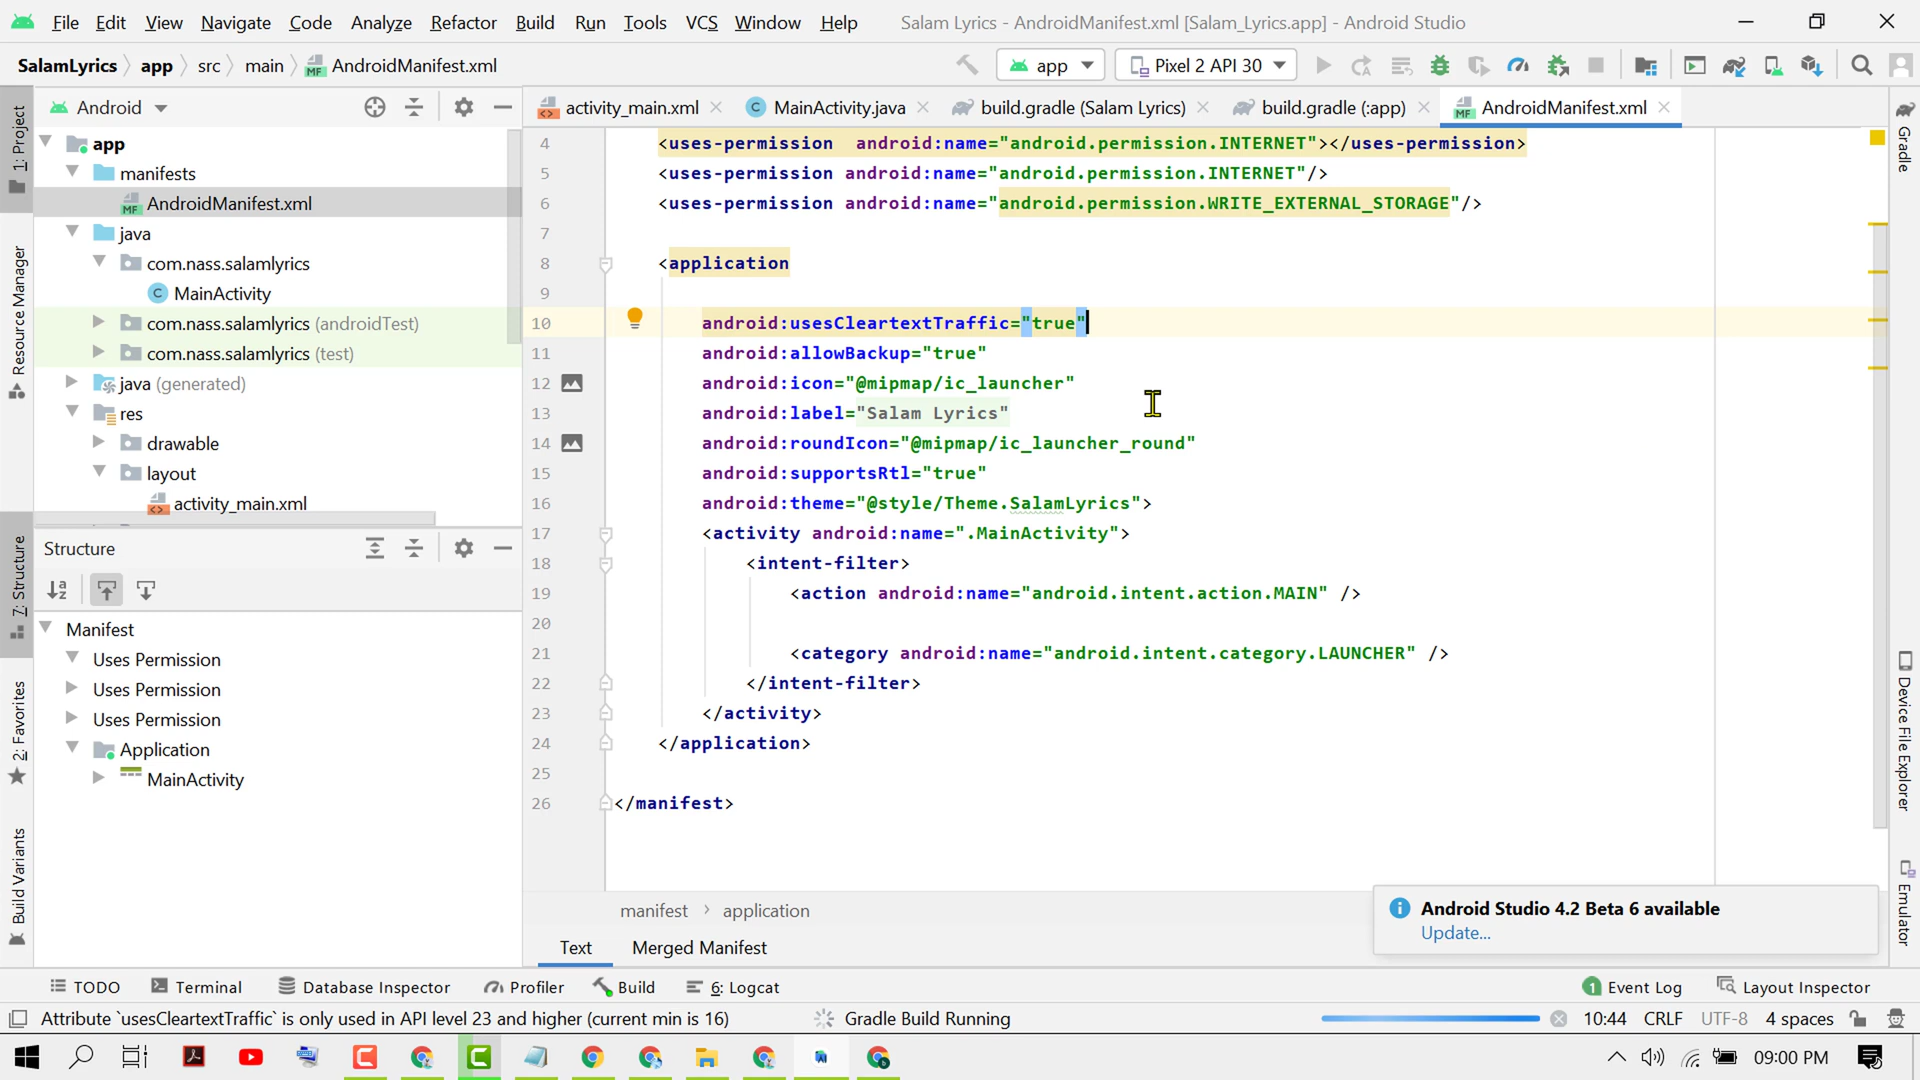 File Edit View Navigate Code Analyze Refactor Build Run Tools VCS Window Help Salam Lyrics - AndroidManifest.xml [Salam_Lyrics.app] - Android Studio
SalamLyrics app src main AndroidManifest.xml app Pixel 2 API 30
Android
activity_main.xml MainActivity.java build.gradle (Salam Lyrics) build.gradle (:app) AndroidManifest.xml
1: Project
Resource Manager
7: Structure
2: Favorites
Build Variants
app
manifests
AndroidManifest.xml
java
com.nass.salamlyrics
MainActivity
com.nass.salamlyrics (androidTest)
com.nass.salamlyrics (test)
java (generated)
res
drawable
layout
activity_main.xml
Structure
Manifest
Uses Permission
Uses Permission
Uses Permission
Application
MainActivity
4 <uses-permission  android:name="android.permission.INTERNET"></uses-permission>
5 <uses-permission android:name="android.permission.INTERNET"/>
6 <uses-permission android:name="android.permission.WRITE_EXTERNAL_STORAGE"/>
7
8 <application
9
10 android:usesCleartextTraffic="true"
11 android:allowBackup="true"
12 android:icon="@mipmap/ic_launcher"
13 android:label="Salam Lyrics"
14 android:roundIcon="@mipmap/ic_launcher_round"
15 android:supportsRtl="true"
16 android:theme="@style/Theme.SalamLyrics">
17 <activity android:name=".MainActivity">
18 <intent-filter>
19 <action android:name="android.intent.action.MAIN" />
20
21 <category android:name="android.intent.category.LAUNCHER" />
22 </intent-filter>
23 </activity>
24 </application>
25
26 </manifest>
manifest application
Text Merged Manifest
Android Studio 4.2 Beta 6 available
Update...
Gradle
Device File Explorer
Emulator
TODO Terminal Database Inspector Profiler Build 6: Logcat 1 Event Log Layout Inspector
Attribute `usesCleartextTraffic` is only used in API level 23 and higher (current min is 16) Gradle Build Running 10:44 CRLF UTF-8 4 spaces
09:00 PM